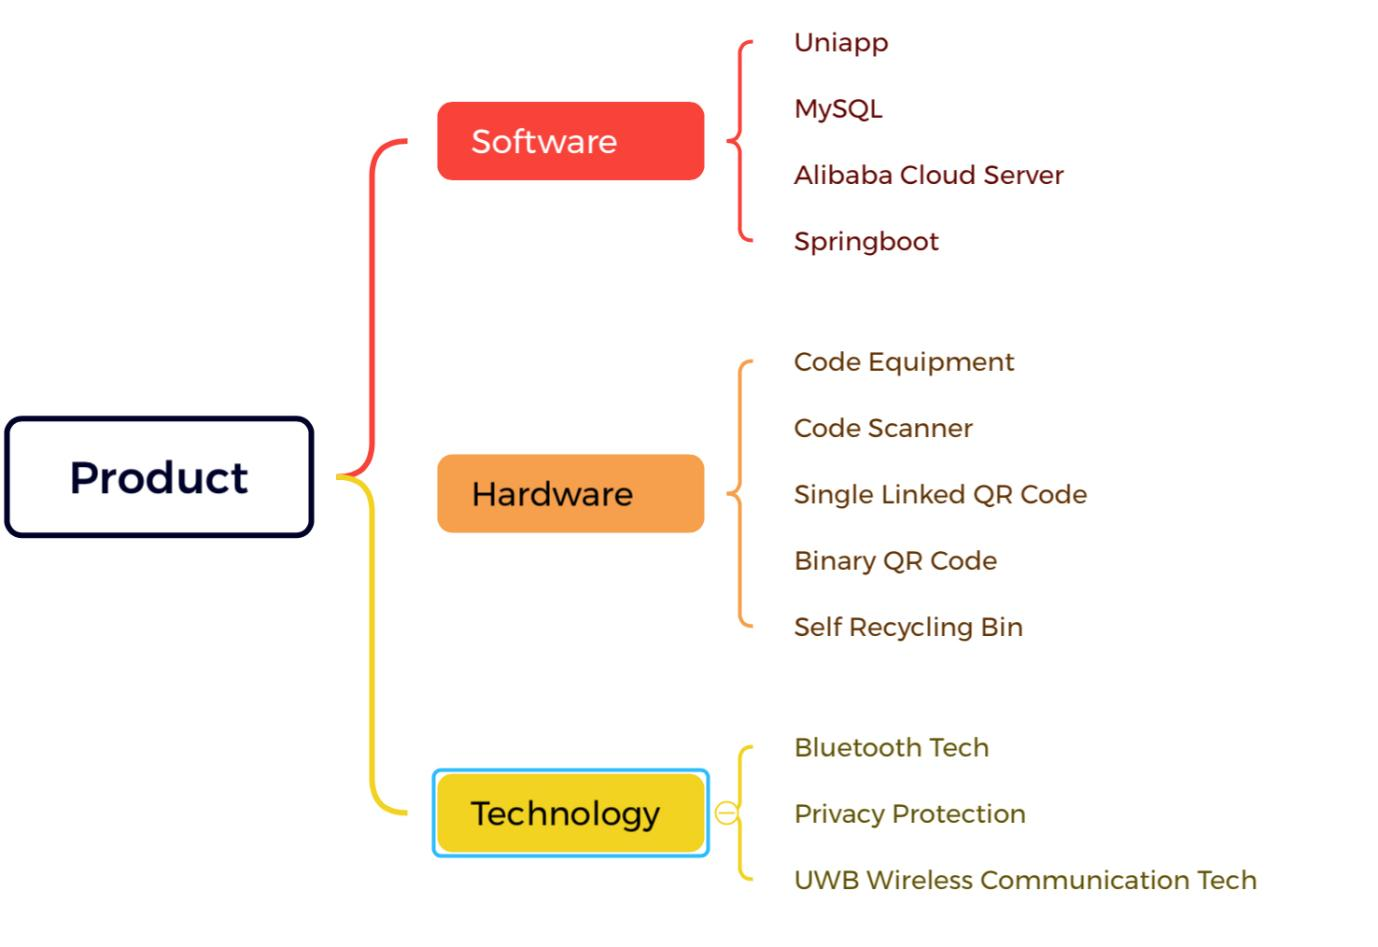 Product
Software
Uniapp
MySQL
Alibaba Cloud Server
Springboot
Hardware
Code Equipment
Code Scanner
Single Linked QR Code
Binary QR Code
Self Recycling Bin
Technology
Bluetooth Tech
Privacy Protection
UWB Wireless Communication Tech